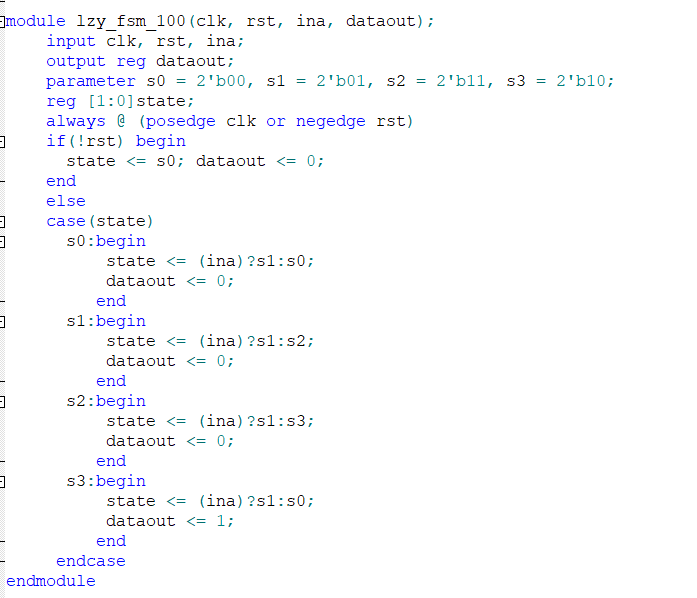 module lzy_fsm_100(clk, rst, ina, dataout);
    input clk, rst, ina;
    output reg dataout;
    parameter s0 = 2'b00, s1 = 2'b01, s2 = 2'b11, s3 = 2'b10;
    reg [1:0]state;
    always @ (posedge clk or negedge rst)
    if(!rst) begin
      state <= s0; dataout <= 0;
    end
    else
    case(state)
      s0:begin
          state <= (ina)?s1:s0;
          dataout <= 0;
         end
      s1:begin
          state <= (ina)?s1:s2;
          dataout <= 0;
         end
      s2:begin
          state <= (ina)?s1:s3;
          dataout <= 0;
         end
      s3:begin
          state <= (ina)?s1:s0;
          dataout <= 1;
         end
     endcase
endmodule